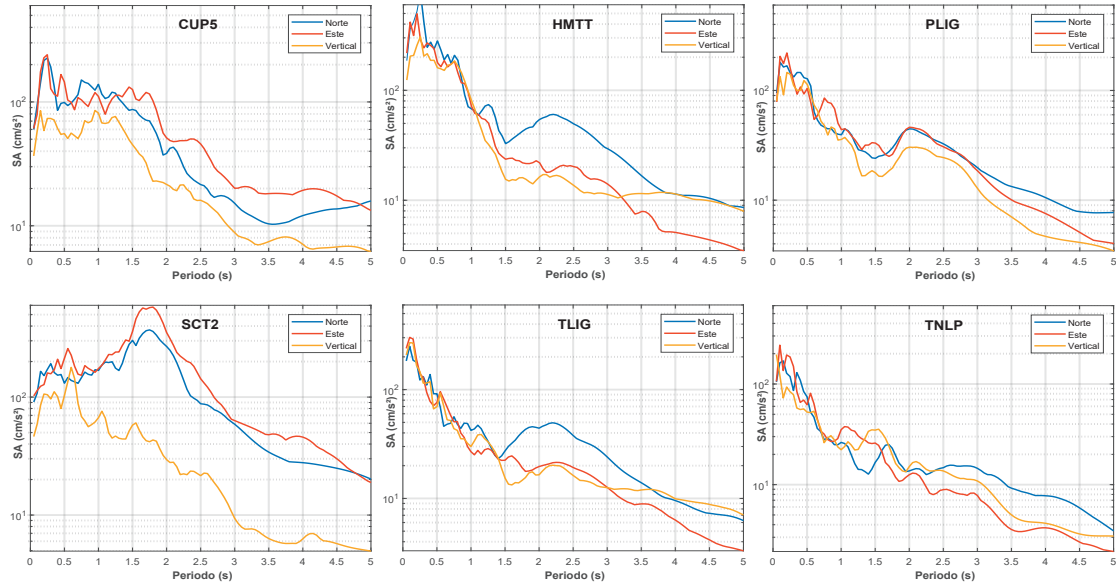 CUP5
Norte
Este
Vertical
SA (cm/s²)
10²
10¹
0 0.5 1 1.5 2 2.5 3 3.5 4 4.5 5
Periodo (s)
HMTT
Norte
Este
Vertical
SA (cm/s²)
10²
10¹
0 0.5 1 1.5 2 2.5 3 3.5 4 4.5 5
Periodo (s)
PLIG
Norte
Este
Vertical
SA (cm/s²)
10²
10¹
0 0.5 1 1.5 2 2.5 3 3.5 4 4.5 5
Periodo (s)
SCT2
Norte
Este
Vertical
SA (cm/s²)
10²
10¹
0 0.5 1 1.5 2 2.5 3 3.5 4 4.5 5
Periodo (s)
TLIG
Norte
Este
Vertical
SA (cm/s²)
10²
10¹
0 0.5 1 1.5 2 2.5 3 3.5 4 4.5 5
Periodo (s)
TNLP
Norte
Este
Vertical
SA (cm/s²)
10²
10¹
0 0.5 1 1.5 2 2.5 3 3.5 4 4.5 5
Periodo (s)